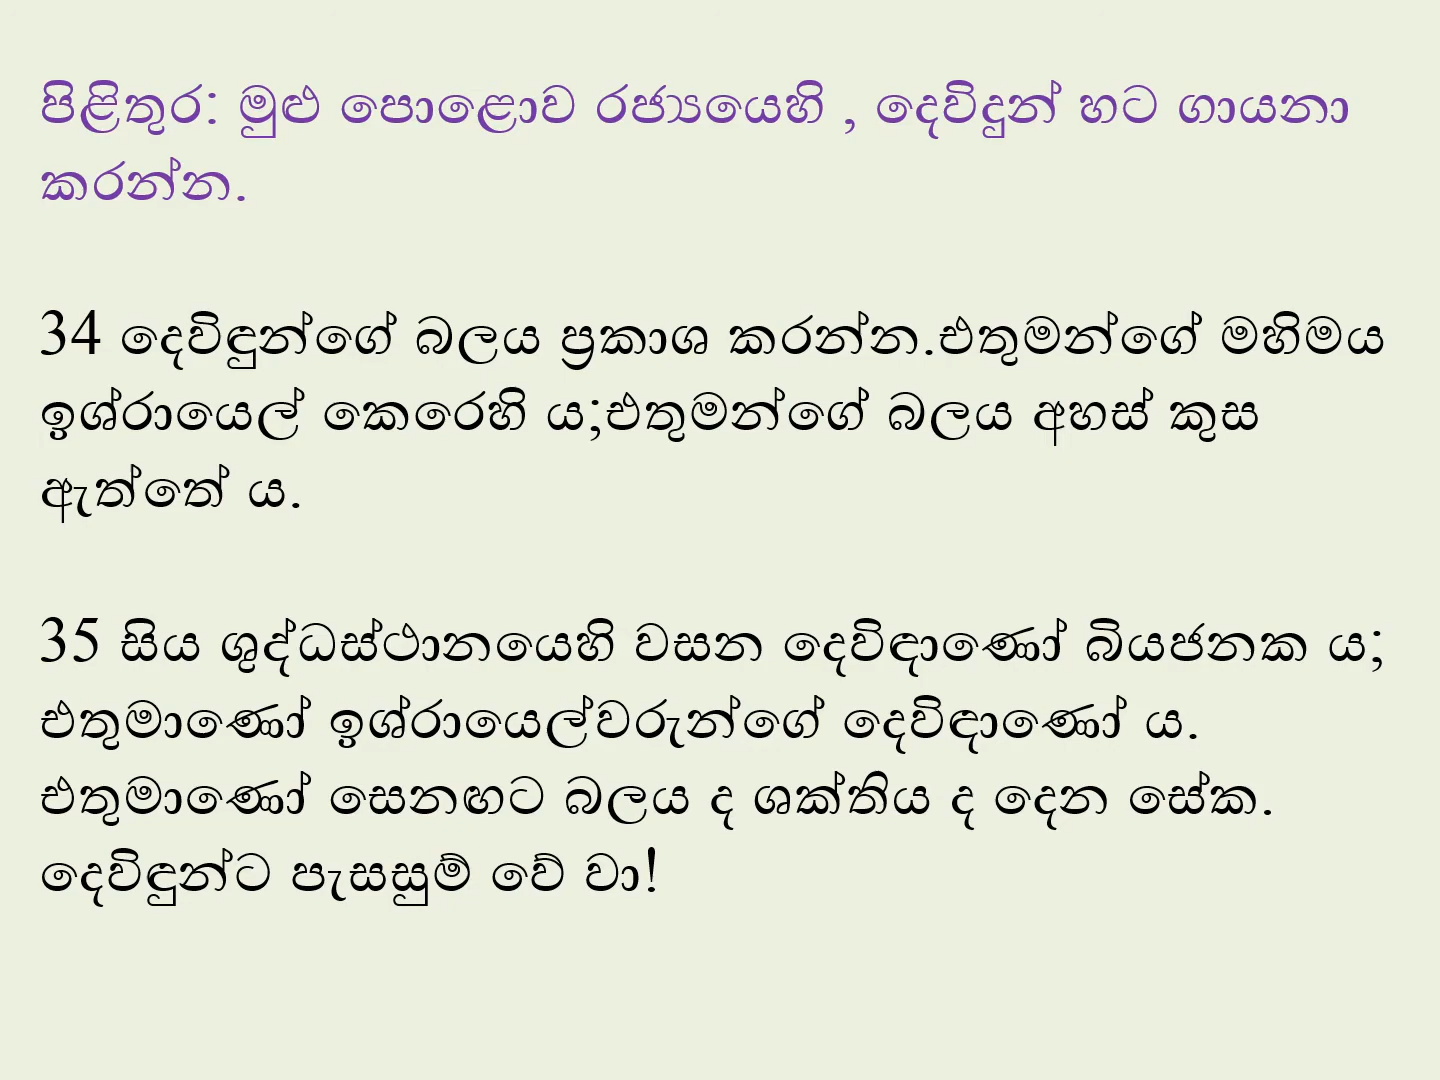 පිළිතුර: මුළු පොළොව රජ්‍යයෙහි , දෙවිදුන් හට ගායනා
කරන්න.
34 දෙවිඳුන්ගේ බලය ප්‍රකාශ කරන්න.එතුමන්ගේ මහිමය
ඉශ්රායෙල් කෙරෙහි ය;එතුමන්ගේ බලය අහස් කුස
ඇත්තේ ය.
35 සිය ශුද්ධස්ථානයෙහි වසන දෙවිඳාණෝ බියජනක ය;
එතුමාණෝ ඉශ්රායෙල්වරුන්ගේ දෙවිඳාණෝ ය.
එතුමාණෝ සෙනඟට බලය ද ශක්තිය ද දෙන සේක.
දෙවිඳුන්ට පැසසුම් වේ වා!